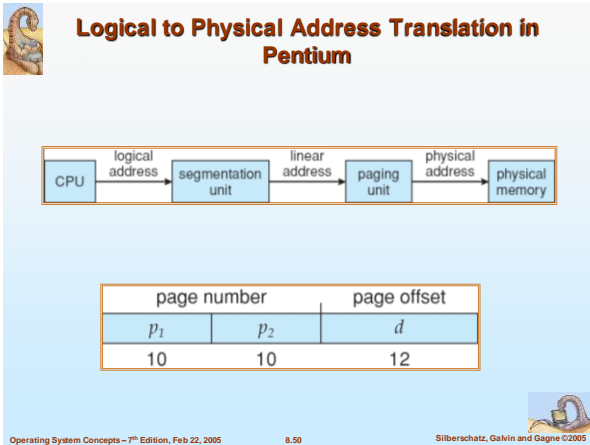 Logical to Physical Address Translation in
Pentium
CPU
logical
address
segmentation
unit
linear
address
paging
unit
physical
address
physical
memory
page number page offset
p1 p2 d
10 10 12
Operating System Concepts – 7th Edition, Feb 22, 2005 8.50 Silberschatz, Galvin and Gagne ©2005